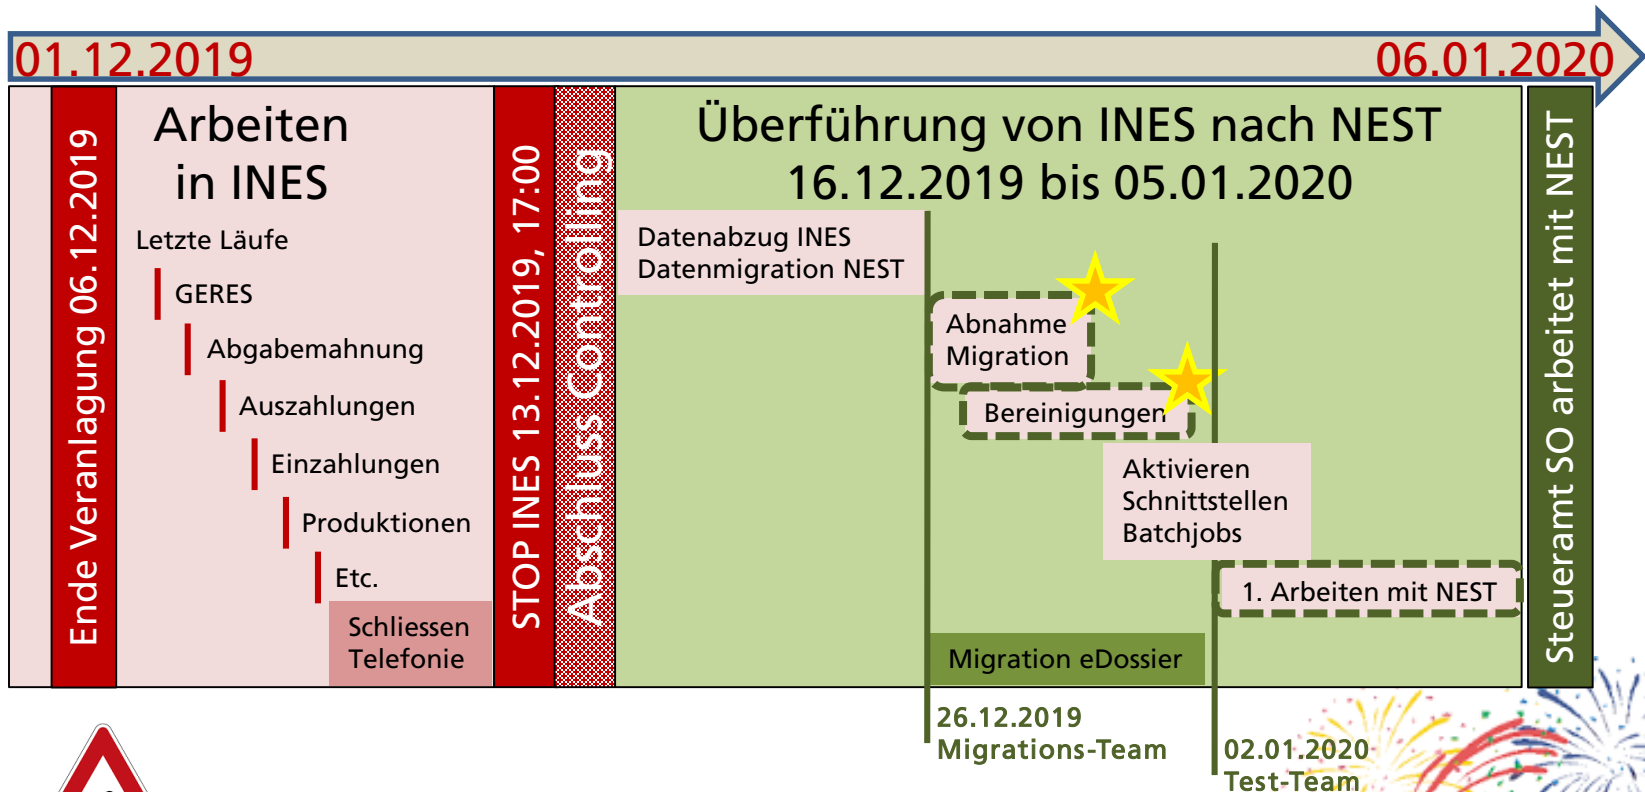 01.12.2019
06.01.2020
Ende Veranlagung 06.12.2019
Arbeiten
in INES
Letzte Läufe
GERES
Abgabemahnung
Auszahlungen
Einzahlungen
Produktionen
Etc.
Schliessen
Telefonie
STOP INES 13.12.2019, 17:00
Abschluss Controlling
Überführung von INES nach NEST
16.12.2019 bis 05.01.2020
Datenabzug INES
Datenmigration NEST
Abnahme
Migration
Bereinigungen
Aktivieren
Schnittstellen
Batchjobs
1. Arbeiten mit NEST
Migration eDossier
26.12.2019
Migrations-Team
02.01.2020
Test-Team
Steueramt SO arbeitet mit NEST